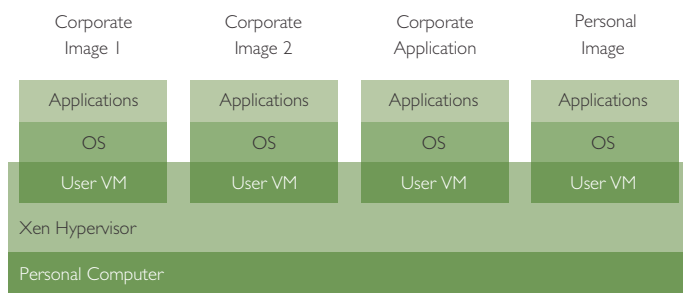 Corporate
Image 1
Corporate
Image 2
Corporate
Application
Personal
Image
Applications
Applications
Applications
Applications
OS
OS
OS
OS
User VM
User VM
User VM
User VM
Xen Hypervisor
Personal Computer